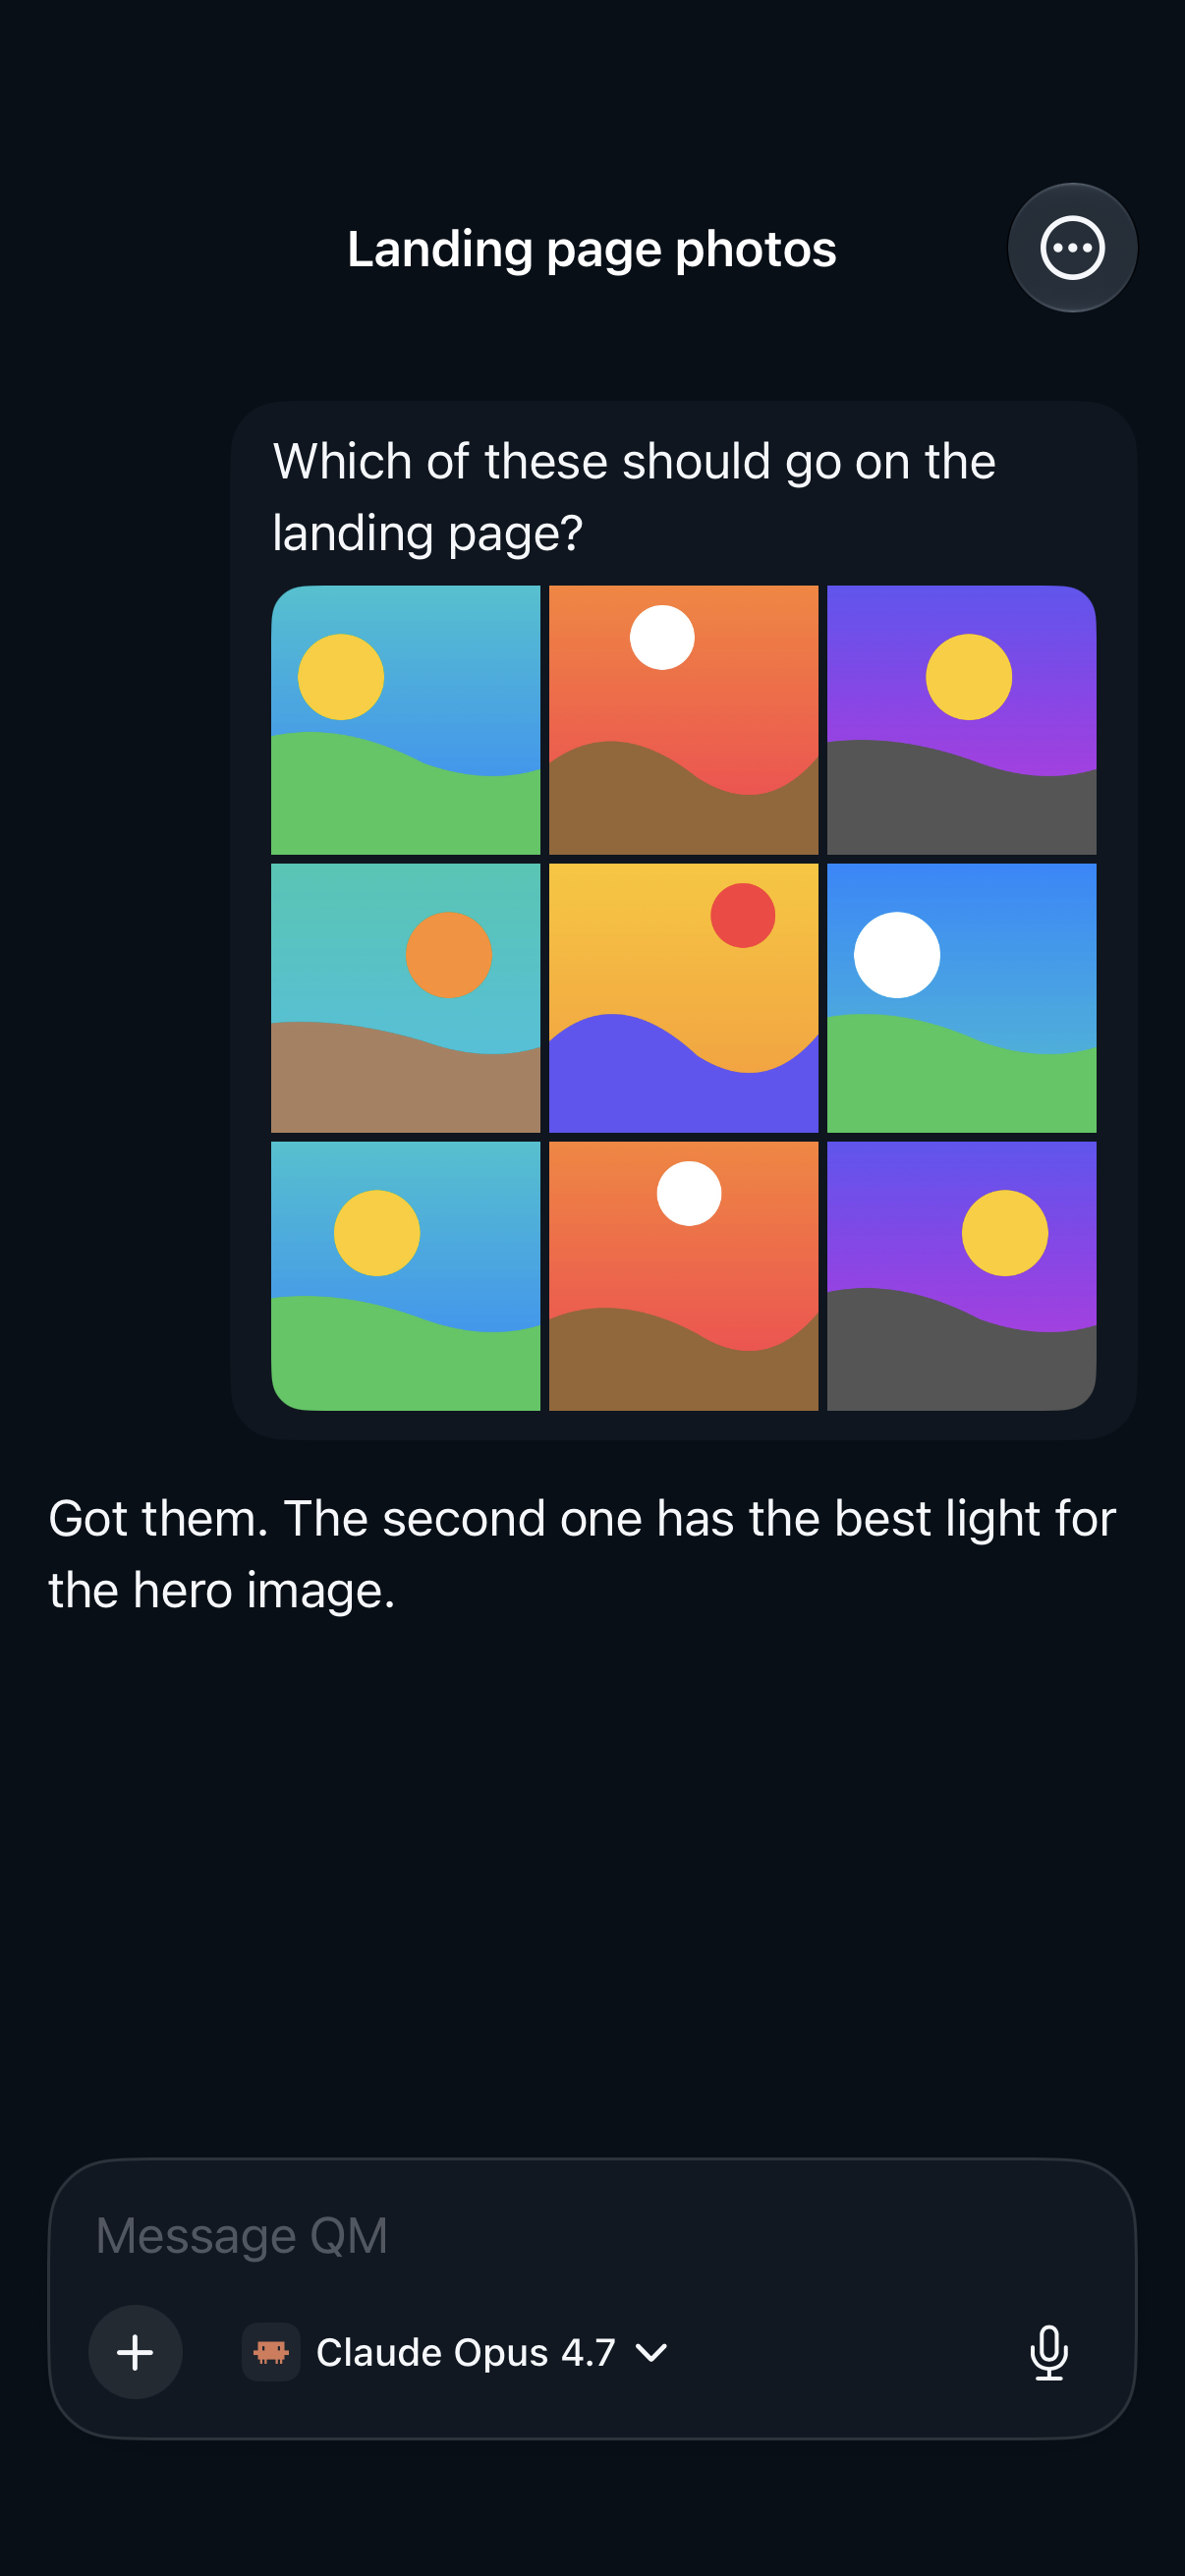 Landing page photos
Which of these should go on the
landing page?
Got them. The second one has the best light for
the hero image.
Message QM
Claude Opus 4.7